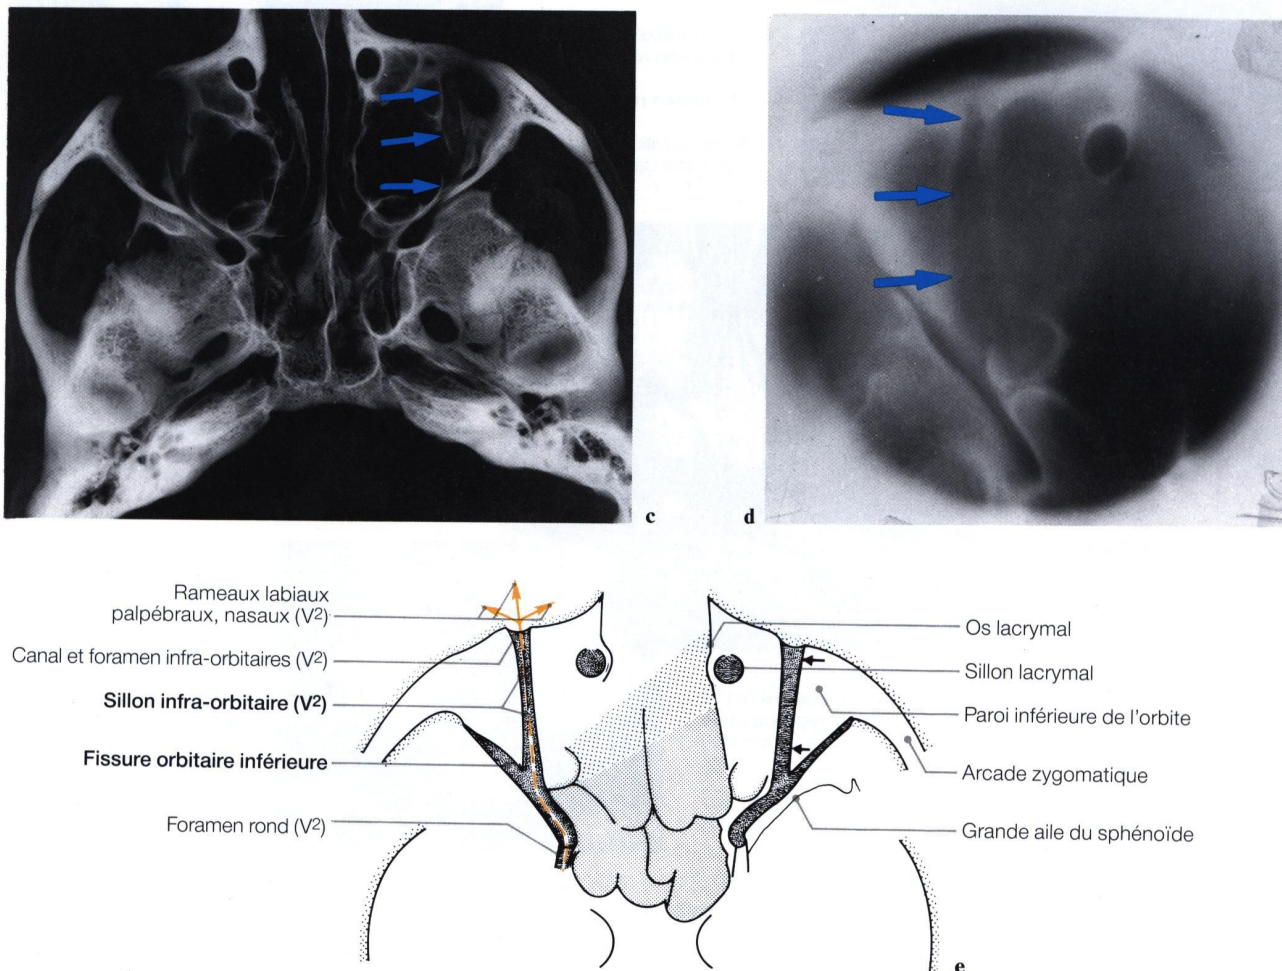 c
d
Rameaux labiaux
palpébraux, nasaux (V2)
Canal et foramen infra-orbitaires (V2)
Sillon infra-orbitaire (V2)
Fissure orbitaire inférieure
Foramen rond (V2)
Os lacrymal
Sillon lacrymal
Paroi inférieure de l'orbite
Arcade zygomatique
Grande aile du sphénoïde
e